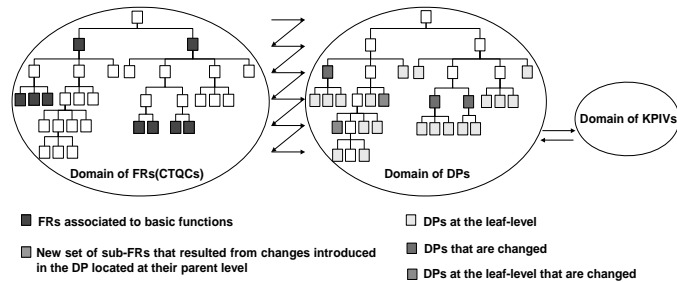 Domain of FRs(CTQCs)
Domain of DPs
Domain of KPIVs
FRs associated to basic functions
New set of sub-FRs that resulted from changes introduced
in the DP located at their parent level
DPs at the leaf-level
DPs that are changed
DPs at the leaf-level that are changed